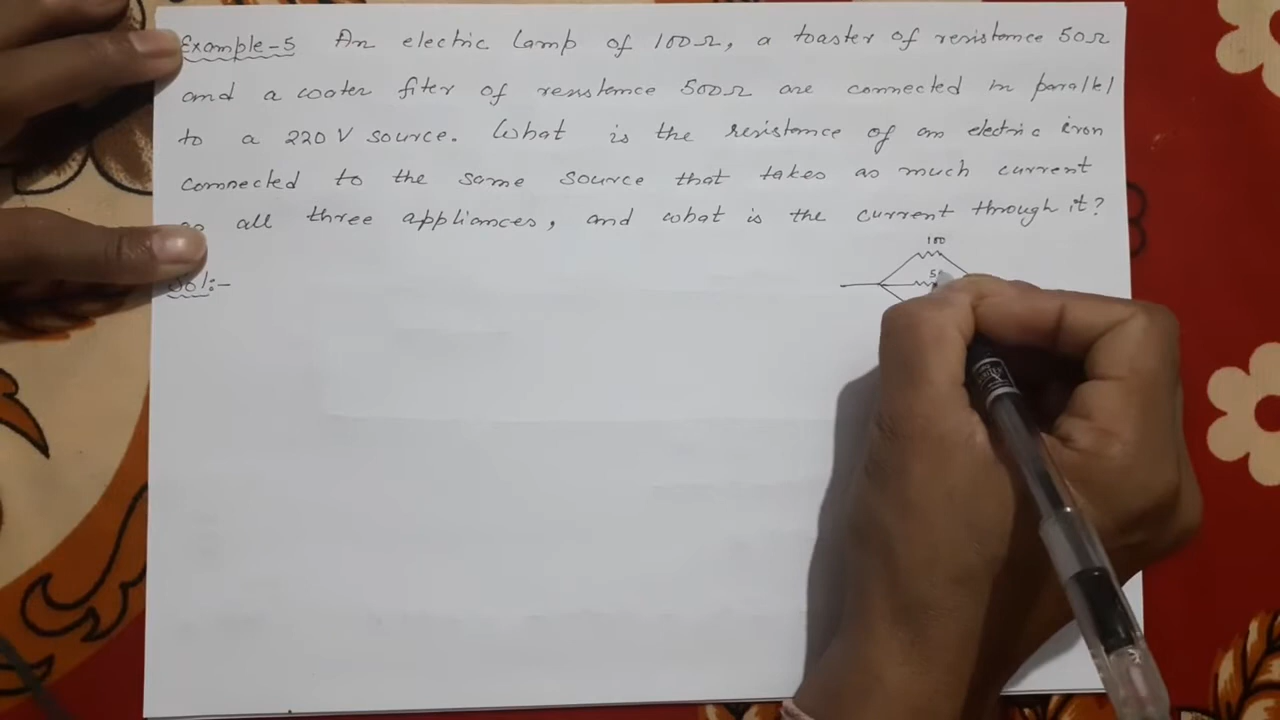 Example-5 An electric lamp of 100Ω, a toaster of resistance 50Ω
and a water fiter of resistance 500Ω are connected in parallel
to a 220 V source. What is the resistance of an electric iron
connected to the same source that takes as much current
as all three appliances, and what is the current through it?
100
Sol:-